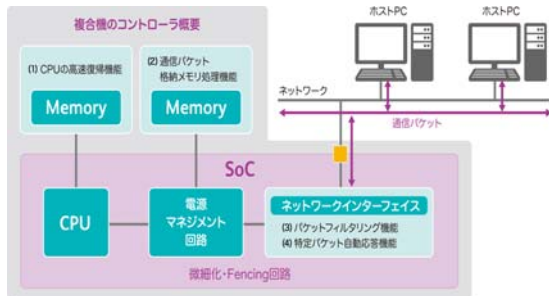 複合機のコントローラ概要
(1) CPUの高速復帰機能
Memory
(2) 通信パケット
格納メモリ処理機能
Memory
ホストPC
ホストPC
ネットワーク
通信パケット
SoC
CPU
電源
マネジメント
回路
ネットワークインターフェイス
(3) パケットフィルタリング機能
(4) 特定パケット自動応答機能
微細化・Fencing回路